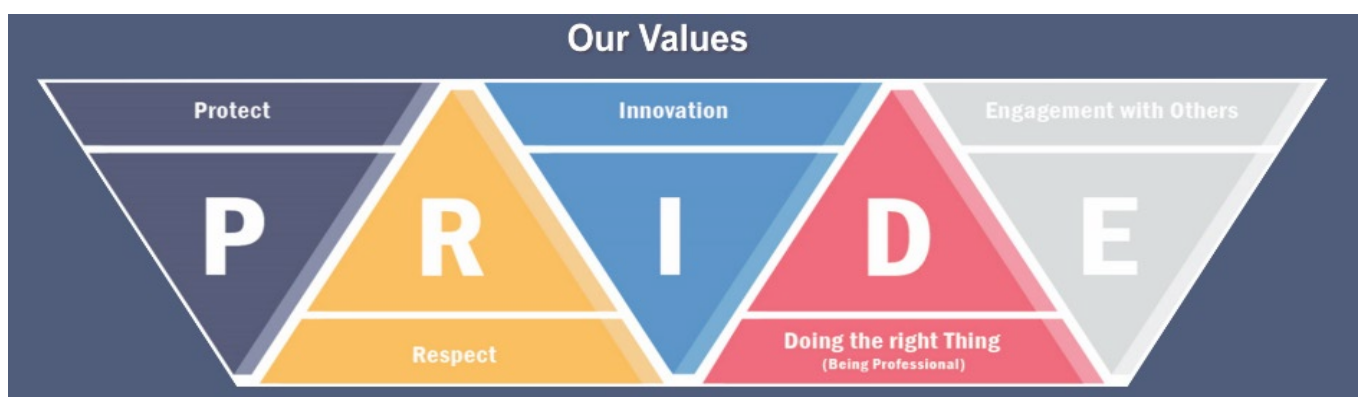 Our Values
Protect
Innovation
Engagement with Others
P R I D E
Respect
Doing the right Thing
(Being Professional)